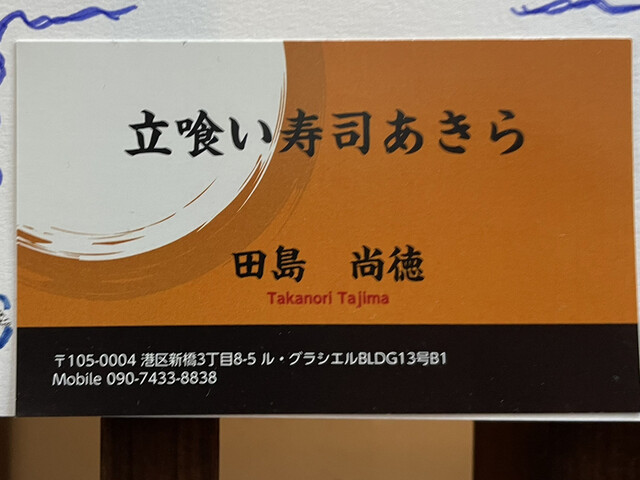 立喰い寿司あきら
田島　尚徳
Takanori Tajima
〒105-0004 港区新橋3丁目8-5 ル・グラシエルBLDG13号B1
Mobile 090-7433-8838